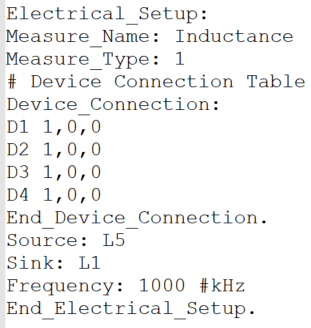 Electrical_Setup:
Measure_Name: Inductance
Measure_Type: 1
# Device Connection Table
Device_Connection:
D1 1,0,0
D2 1,0,0
D3 1,0,0
D4 1,0,0
End_Device_Connection.
Source: L5
Sink: L1
Frequency: 1000 #kHz
End_Electrical_Setup.